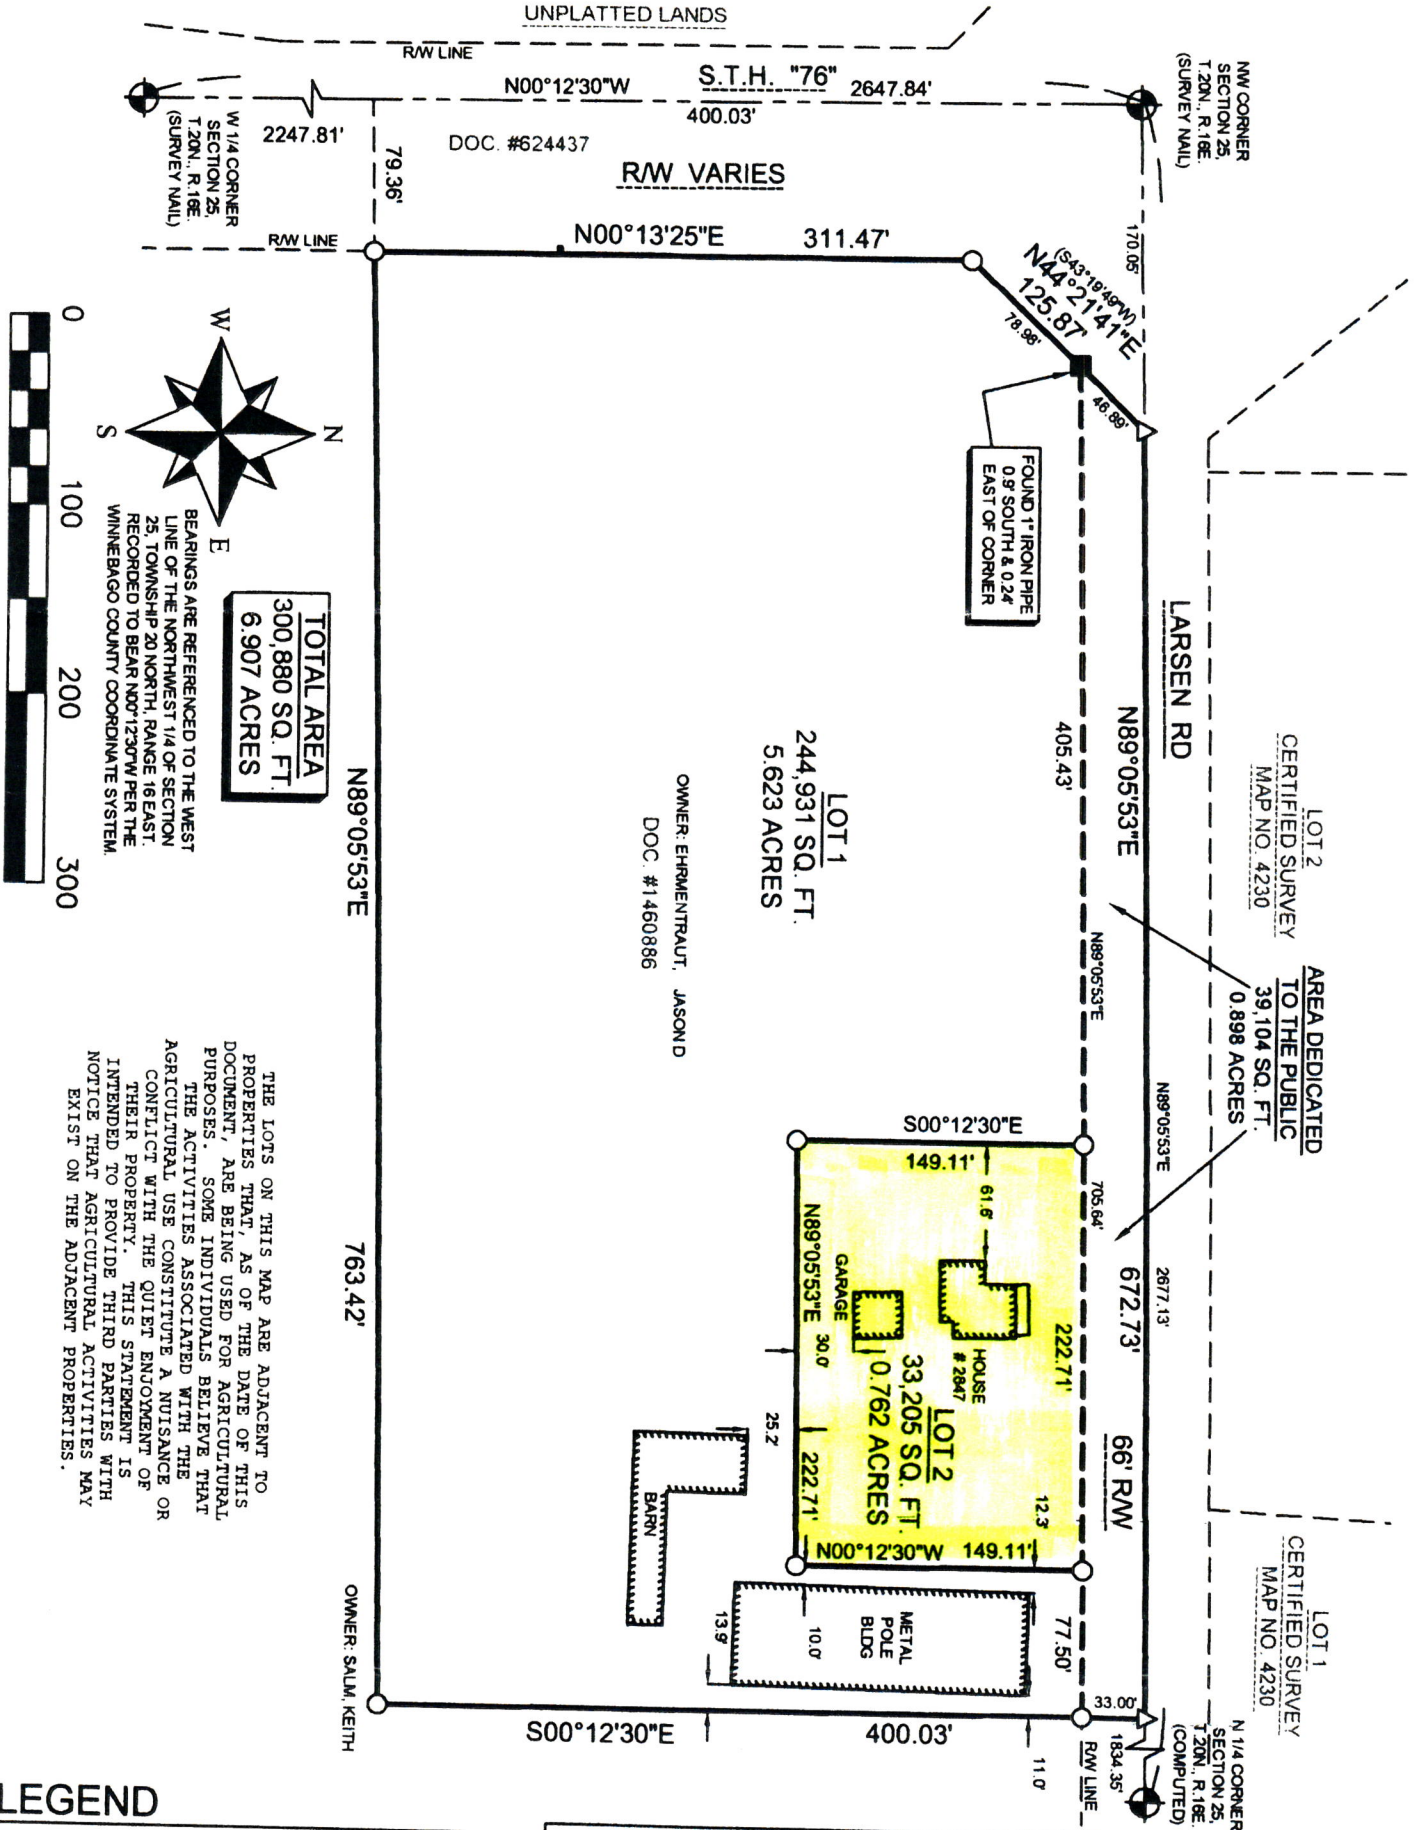 UNPLATTED LANDS
R/W LINE
N00°12'30"W
S.T.H. "76"
2647.84'
400.03'
2247.81'
DOC. #624437
R/W VARIES
79.36'
W 1/4 CORNER
SECTION 25,
T.20N., R.16E.
(SURVEY NAIL)
NW CORNER
SECTION 25,
T.20N., R.16E.
(SURVEY NAIL)
170.05'
R/W LINE
N00°13'25"E
311.47'
(S43°19'49"W)
N44°21'41"E
125.87'
78.98'
46.89'
FOUND 1" IRON PIPE
0.9' SOUTH & 0.24'
EAST OF CORNER
LARSEN RD
N89°05'53"E
405.43'
N89°05'53"E
N89°05'53"E
705.64'
2677.13'
672.73'
66' R/W
LOT 2
CERTIFIED SURVEY
MAP NO. 4230
AREA DEDICATED
TO THE PUBLIC
39,104 SQ. FT.
0.898 ACRES
LOT 1
CERTIFIED SURVEY
MAP NO. 4230
N 1/4 CORNER
SECTION 25,
T.20N., R.16E.
(COMPUTED)
1834.35'
33.00'
R/W LINE
LOT 1
244,931 SQ. FT.
5.623 ACRES
OWNER: EHRMENTRAUT, JASON D
DOC. #1460886
S00°12'30"E
149.11'
61.6'
222.71'
HOUSE
# 2847
GARAGE
N89°05'53"E
30.0'
222.71'
LOT 2
33,205 SQ. FT.
0.762 ACRES
12.3'
N00°12'30"W
149.11'
25.2'
BARN
METAL
POLE
BLDG
10.0'
13.9'
77.50'
11.0'
S00°12'30"E
400.03'
N89°05'53"E
763.42'
OWNER: SALM, KEITH
N
W
E
S
BEARINGS ARE REFERENCED TO THE WEST
LINE OF THE NORTHWEST 1/4 OF SECTION
25, TOWNSHIP 20 NORTH, RANGE 16 EAST.
RECORDED TO BEAR N00°12'30"W PER THE
WINNEBAGO COUNTY COORDINATE SYSTEM.
TOTAL AREA
300,880 SQ. FT.
6.907 ACRES
0
100
200
300
THE LOTS ON THIS MAP ARE ADJACENT TO
PROPERTIES THAT, AS OF THE DATE OF THIS
DOCUMENT, ARE BEING USED FOR AGRICULTURAL
PURPOSES. SOME INDIVIDUALS BELIEVE THAT
THE ACTIVITIES ASSOCIATED WITH THE
AGRICULTURAL USE CONSTITUTE A NUISANCE OR
CONFLICT WITH THE QUIET ENJOYMENT OF
THEIR PROPERTY. THIS STATEMENT IS
INTENDED TO PROVIDE THIRD PARTIES WITH
NOTICE THAT AGRICULTURAL ACTIVITIES MAY
EXIST ON THE ADJACENT PROPERTIES.
LEGEND